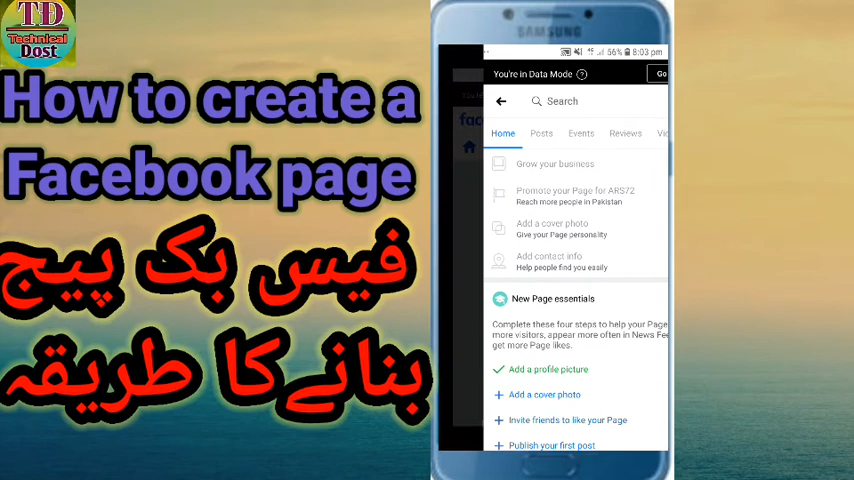 TD
Technical
Dost
How to create a
Facebook page
فیس بک پیج
بنانےکا طریقہ
SAMSUNG
56% 8:03 pm
You're in Data Mode
Go
Search
Home Posts Events Reviews
Grow your business
Promote your Page for ARS72
Reach more people in Pakistan
Add a cover photo
Give your Page personality
Add contact info
Help people find you easily
New Page essentials
Complete these four steps to help your Page
more visitors, appear more often in News Fee
get more Page likes.
Add a profile picture
Add a cover photo
Invite friends to like your Page
Publish your first post